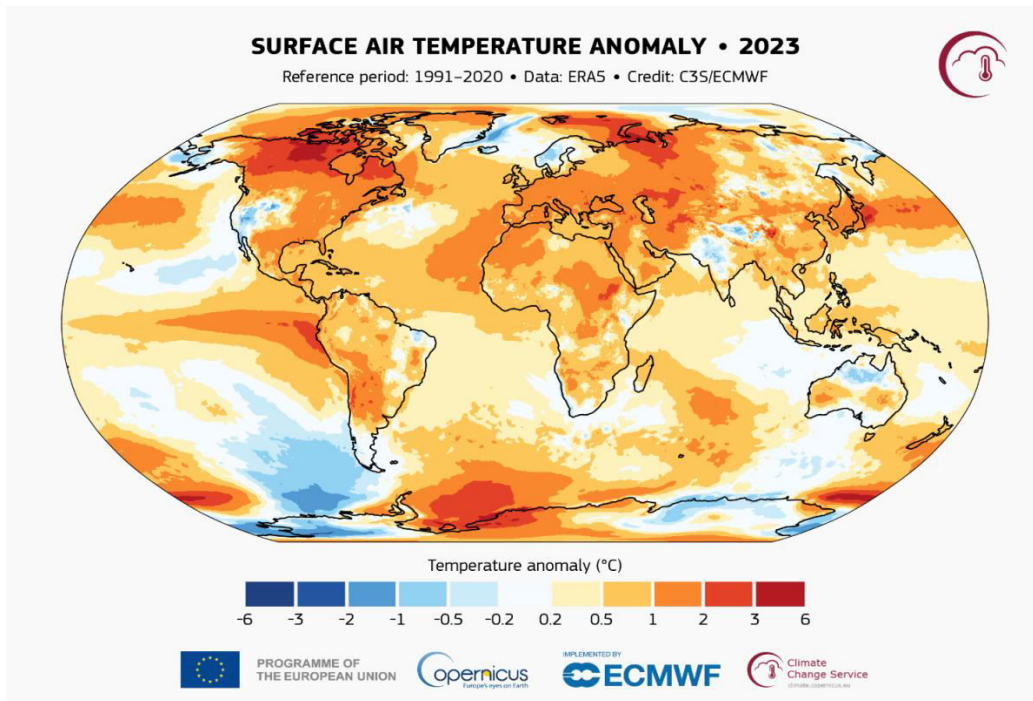 SURFACE AIR TEMPERATURE ANOMALY • 2023
Reference period: 1991–2020 • Data: ERA5 • Credit: C3S/ECMWF
Temperature anomaly (°C)
-6 -3 -2 -1 -0.5 -0.2 0.2 0.5 1 2 3 6
PROGRAMME OF
THE EUROPEAN UNION
opernicus
Europe's eyes on Earth
IMPLEMENTED BY
ECMWF
Climate
Change Service
climate.copernicus.eu